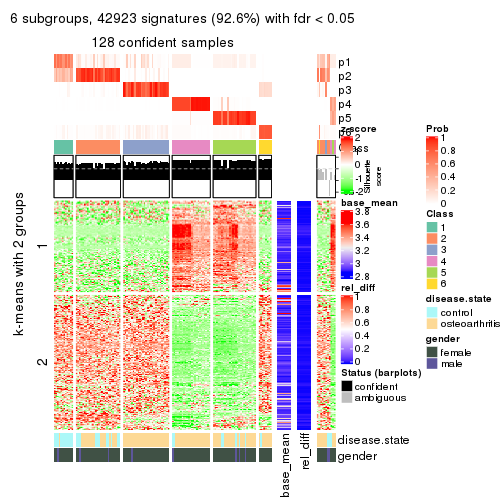 6 subgroups, 42923 signatures (92.6%) with fdr < 0.05
128 confident samples
p1
p2
p3
p4
p5
p6
Class
Silhouette
score
k-means with 2 groups
1
2
base_mean
rel_diff
disease.state
gender
z-score
2
1
0
-1
-2
base_mean
3.8
3.6
3.4
3.2
3
2.8
rel_diff
1
0.8
0.6
0.4
0.2
0
Status (barplots)
confident
ambiguous
Prob
1
0.8
0.6
0.4
0.2
0
Class
1
2
3
4
5
6
disease.state
control
osteoarthritis
gender
female
male